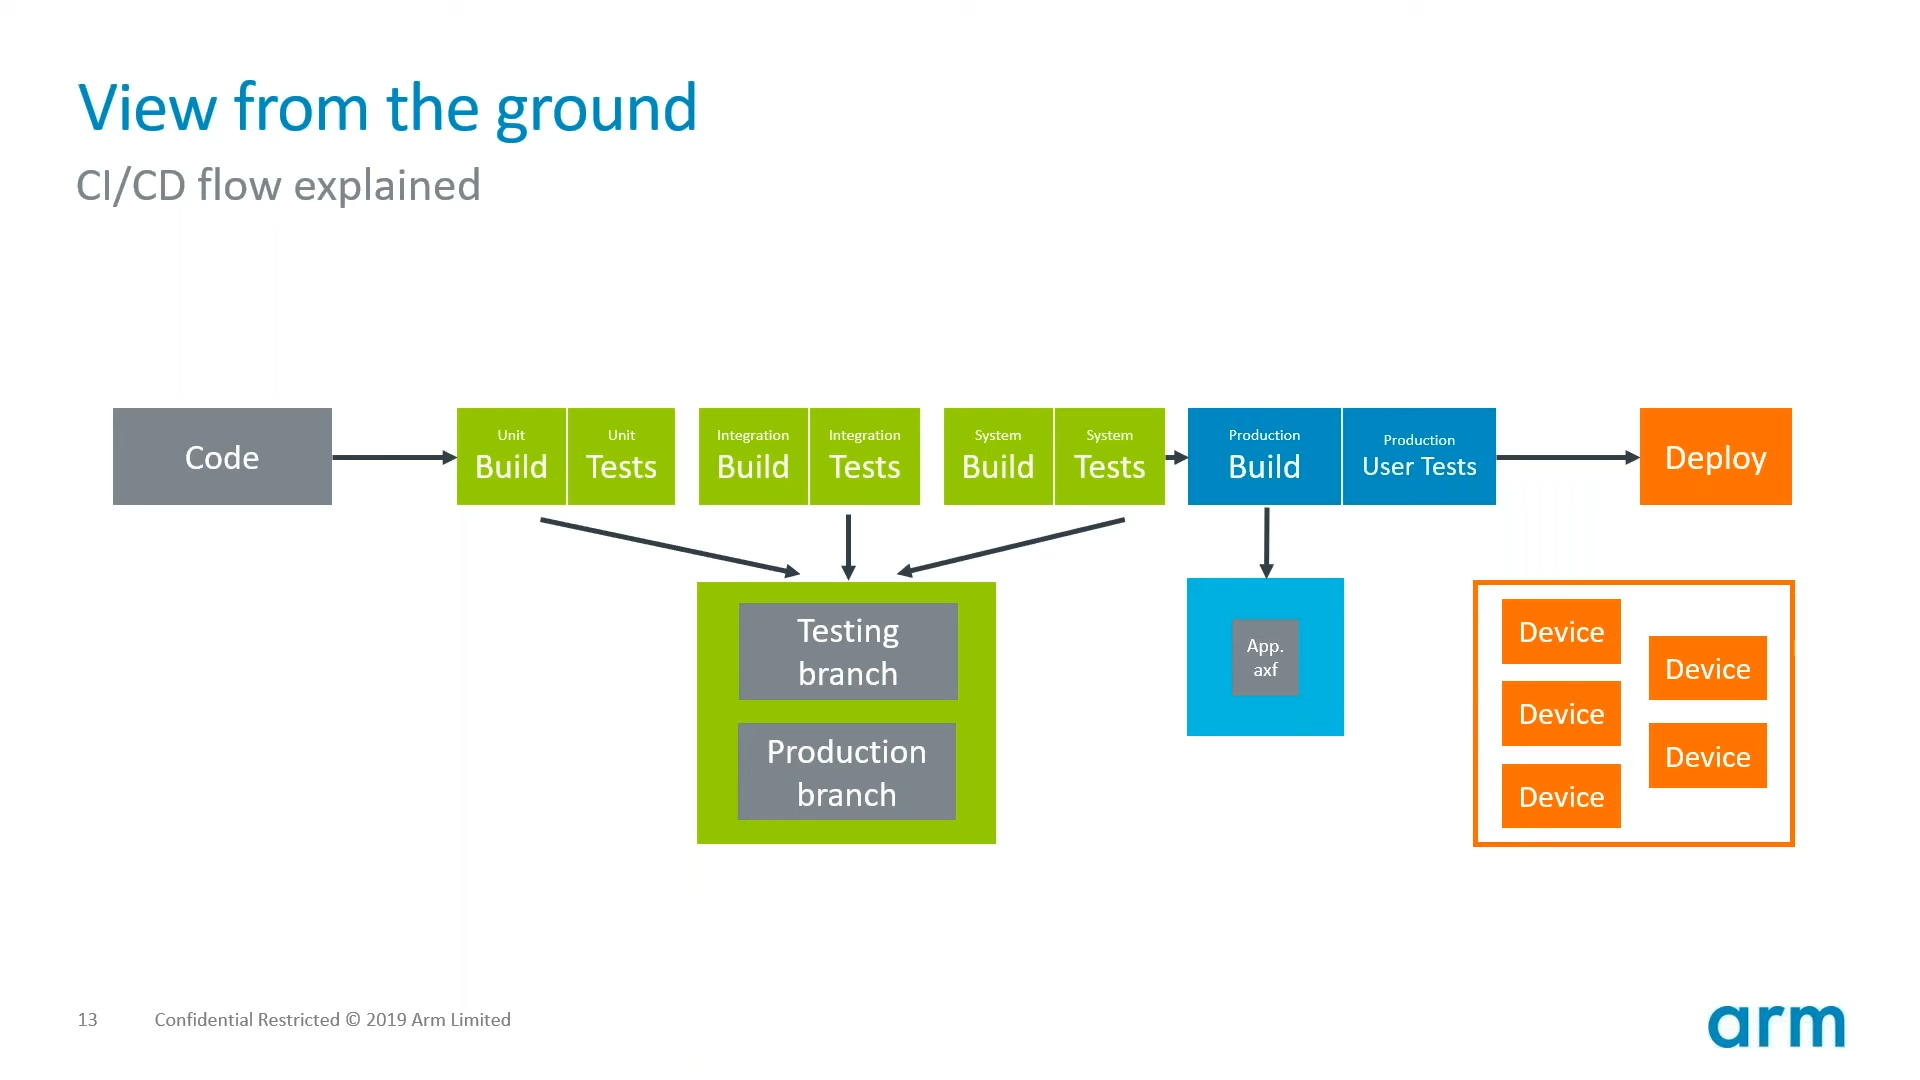 View from the ground
CI/CD flow explained
Code
Unit
Build
Unit
Tests
Integration
Build
Integration
Tests
System
Build
System
Tests
Production
Build
Production
User Tests
Deploy
Testing
branch
Production
branch
App.
axf
Device
Device
Device
Device
Device
13
Confidential Restricted © 2019 Arm Limited
arm